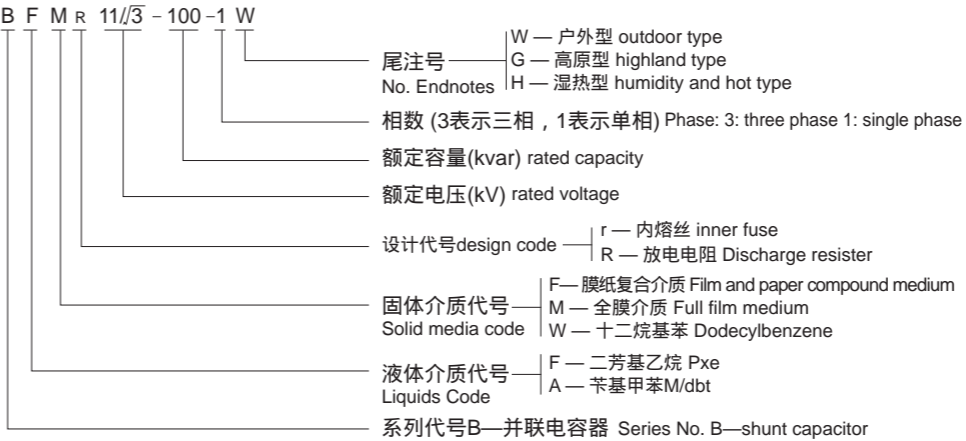 B F M R 11/√3 - 100 -1 W
W — 户外型 outdoor type
尾注号
G — 高原型 highland type
No. Endnotes
H — 湿热型 humidity and hot type
相数 (3表示三相，1表示单相) Phase: 3: three phase 1: single phase
额定容量(kvar) rated capacity
额定电压(kV) rated voltage
r — 内熔丝 inner fuse
设计代号design code
R — 放电电阻 Discharge resister
F— 膜纸复合介质 Film and paper compound medium
固体介质代号
M — 全膜介质 Full film medium
Solid media code
W — 十二烷基苯 Dodecylbenzene
F — 二芳基乙烷 Pxe
液体介质代号
A — 苄基甲苯M/dbt
Liquids Code
系列代号B—并联电容器 Series No. B—shunt capacitor